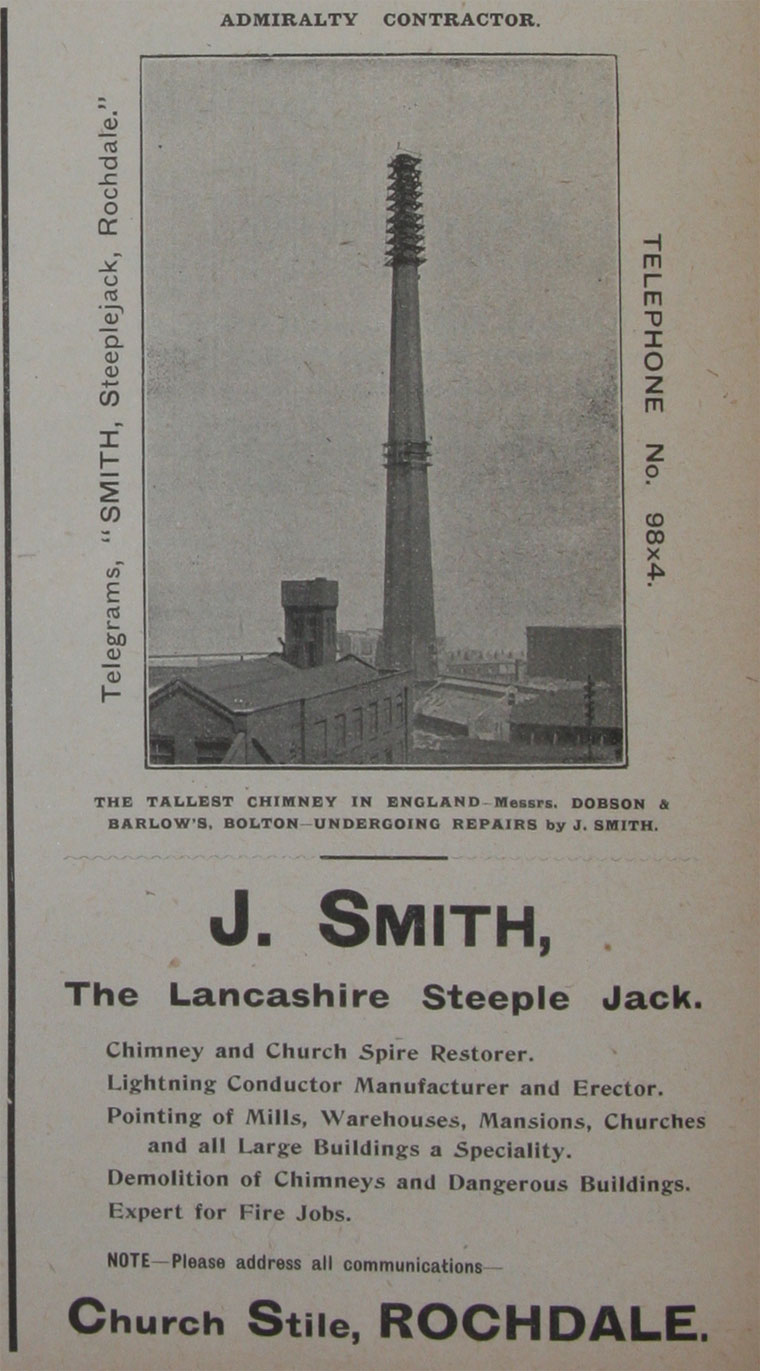 ADMIRALTY CONTRACTOR.
Telegrams, "SMITH, Steeplejack, Rochdale."
TELEPHONE No. 98x4.
THE TALLEST CHIMNEY IN ENGLAND—Messrs. DOBSON &
BARLOW'S, BOLTON—UNDERGOING REPAIRS by J. SMITH.
J. SMITH,
The Lancashire Steeple Jack.
Chimney and Church Spire Restorer.
Lightning Conductor Manufacturer and Erector.
Pointing of Mills, Warehouses, Mansions, Churches
and all Large Buildings a Speciality.
Demolition of Chimneys and Dangerous Buildings.
Expert for Fire Jobs.
NOTE—Please address all communications—
Church Stile, ROCHDALE.